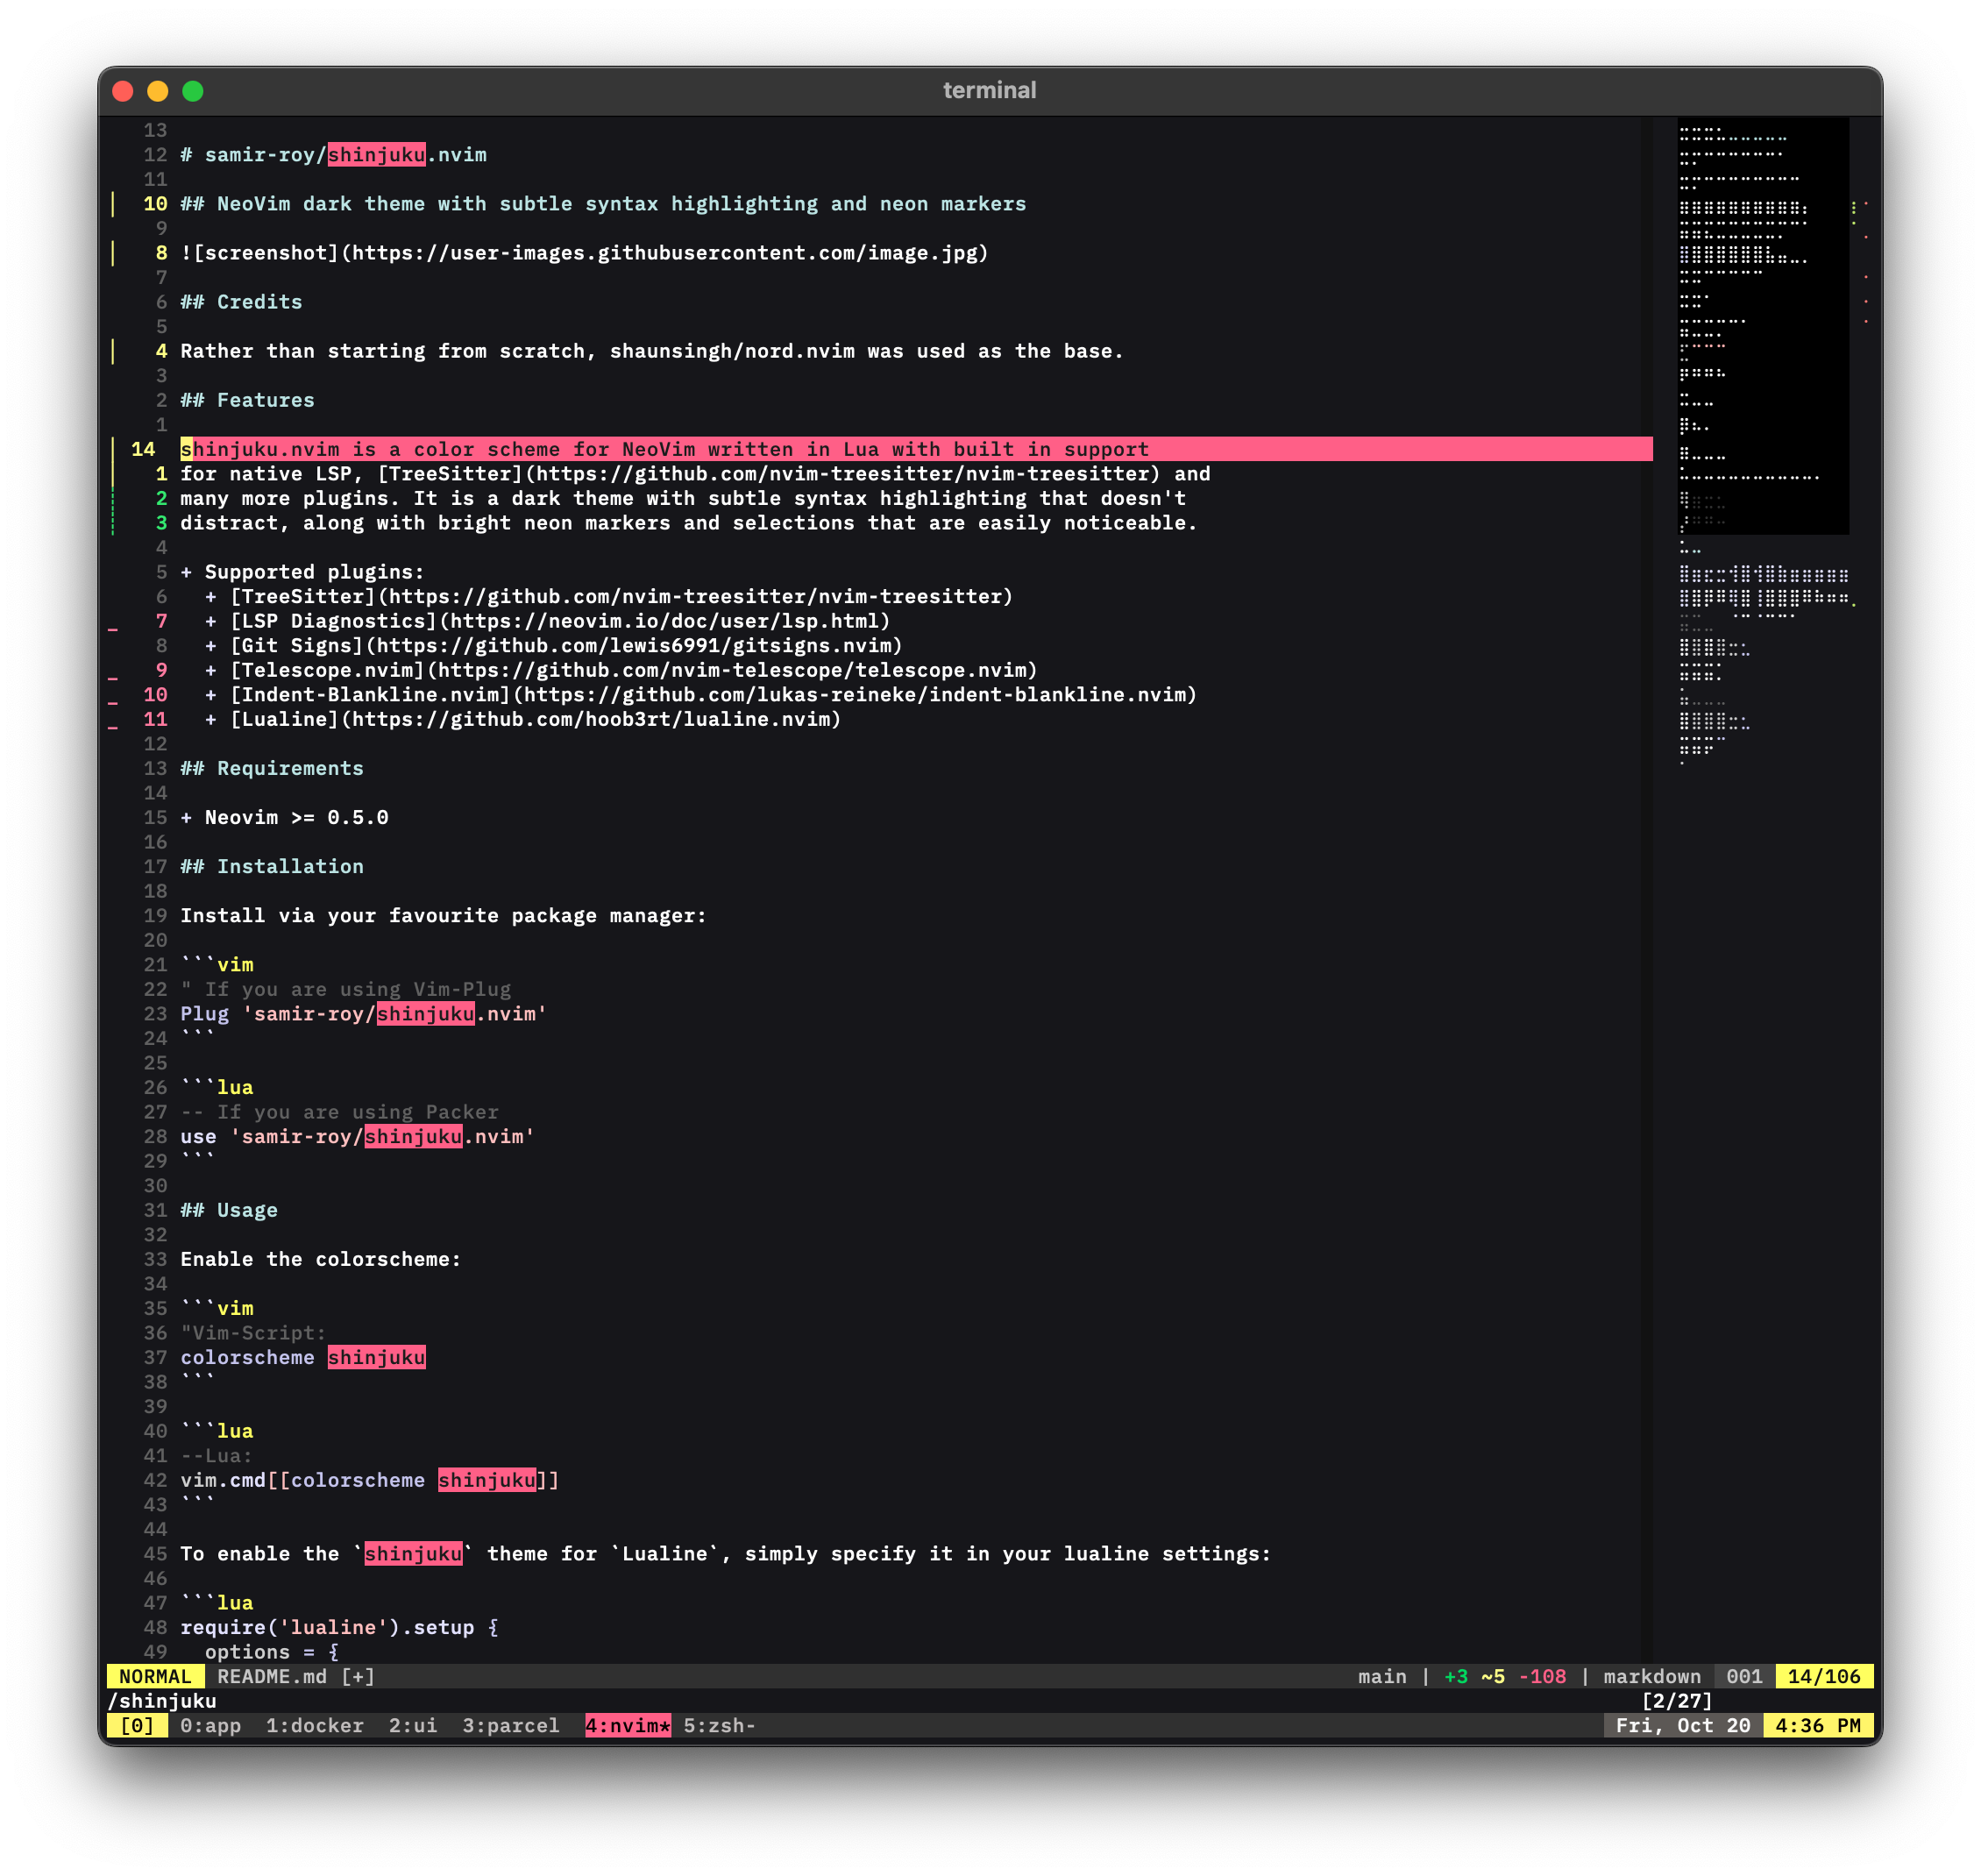 terminal
13
12 # samir-roy/shinjuku.nvim
11
10 ## NeoVim dark theme with subtle syntax highlighting and neon markers
9
8 ![screenshot](https://user-images.githubusercontent.com/image.jpg)
7
6 ## Credits
5
4 Rather than starting from scratch, shaunsingh/nord.nvim was used as the base.
3
2 ## Features
1
14 shinjuku.nvim is a color scheme for NeoVim written in Lua with built in support
1 for native LSP, [TreeSitter](https://github.com/nvim-treesitter/nvim-treesitter) and
2 many more plugins. It is a dark theme with subtle syntax highlighting that doesn't
3 distract, along with bright neon markers and selections that are easily noticeable.
4
5 + Supported plugins:
6   + [TreeSitter](https://github.com/nvim-treesitter/nvim-treesitter)
7   + [LSP Diagnostics](https://neovim.io/doc/user/lsp.html)
8   + [Git Signs](https://github.com/lewis6991/gitsigns.nvim)
9   + [Telescope.nvim](https://github.com/nvim-telescope/telescope.nvim)
10   + [Indent-Blankline.nvim](https://github.com/lukas-reineke/indent-blankline.nvim)
11   + [Lualine](https://github.com/hoob3rt/lualine.nvim)
12
13 ## Requirements
14
15 + Neovim >= 0.5.0
16
17 ## Installation
18
19 Install via your favourite package manager:
20
21 ```vim
22 " If you are using Vim-Plug
23 Plug 'samir-roy/shinjuku.nvim'
24 ```
25
26 ```lua
27 -- If you are using Packer
28 use 'samir-roy/shinjuku.nvim'
29 ```
30
31 ## Usage
32
33 Enable the colorscheme:
34
35 ```vim
36 "Vim-Script:
37 colorscheme shinjuku
38 ```
39
40 ```lua
41 --Lua:
42 vim.cmd[[colorscheme shinjuku]]
43 ```
44
45 To enable the `shinjuku` theme for `Lualine`, simply specify it in your lualine settings:
46
47 ```lua
48 require('lualine').setup {
49   options = {
NORMAL README.md [+] main | +3 ~5 -108 | markdown 001 14/106
/shinjuku [2/27]
[0] 0:app 1:docker 2:ui 3:parcel 4:nvim* 5:zsh- Fri, Oct 20 4:36 PM